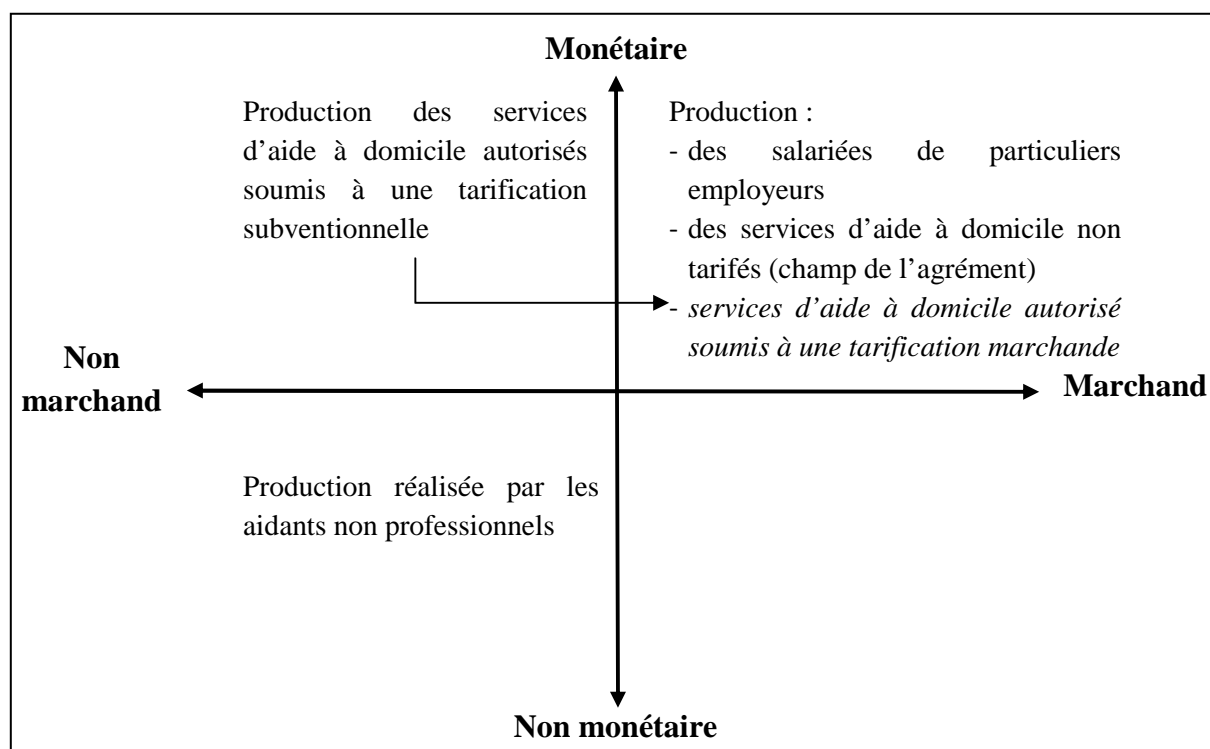 Monétaire
Production des services
d'aide à domicile autorisés
soumis à une tarification
subventionnelle
Production :
- des salariées de particuliers
employeurs
- des services d'aide à domicile non
tarifés (champ de l'agrément)
- services d'aide à domicile autorisé
soumis à une tarification marchande
Non
marchand
Marchand
Production réalisée par les
aidants non professionnels
Non monétaire